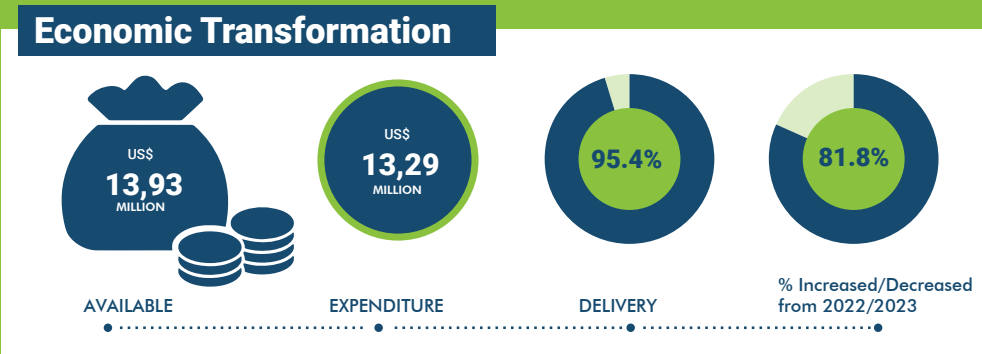 Economic Transformation
US$
13,93
MILLION
AVAILABLE
US$
13,29
MILLION
EXPENDITURE
95.4%
DELIVERY
81.8%
% Increased/Decreased
from 2022/2023